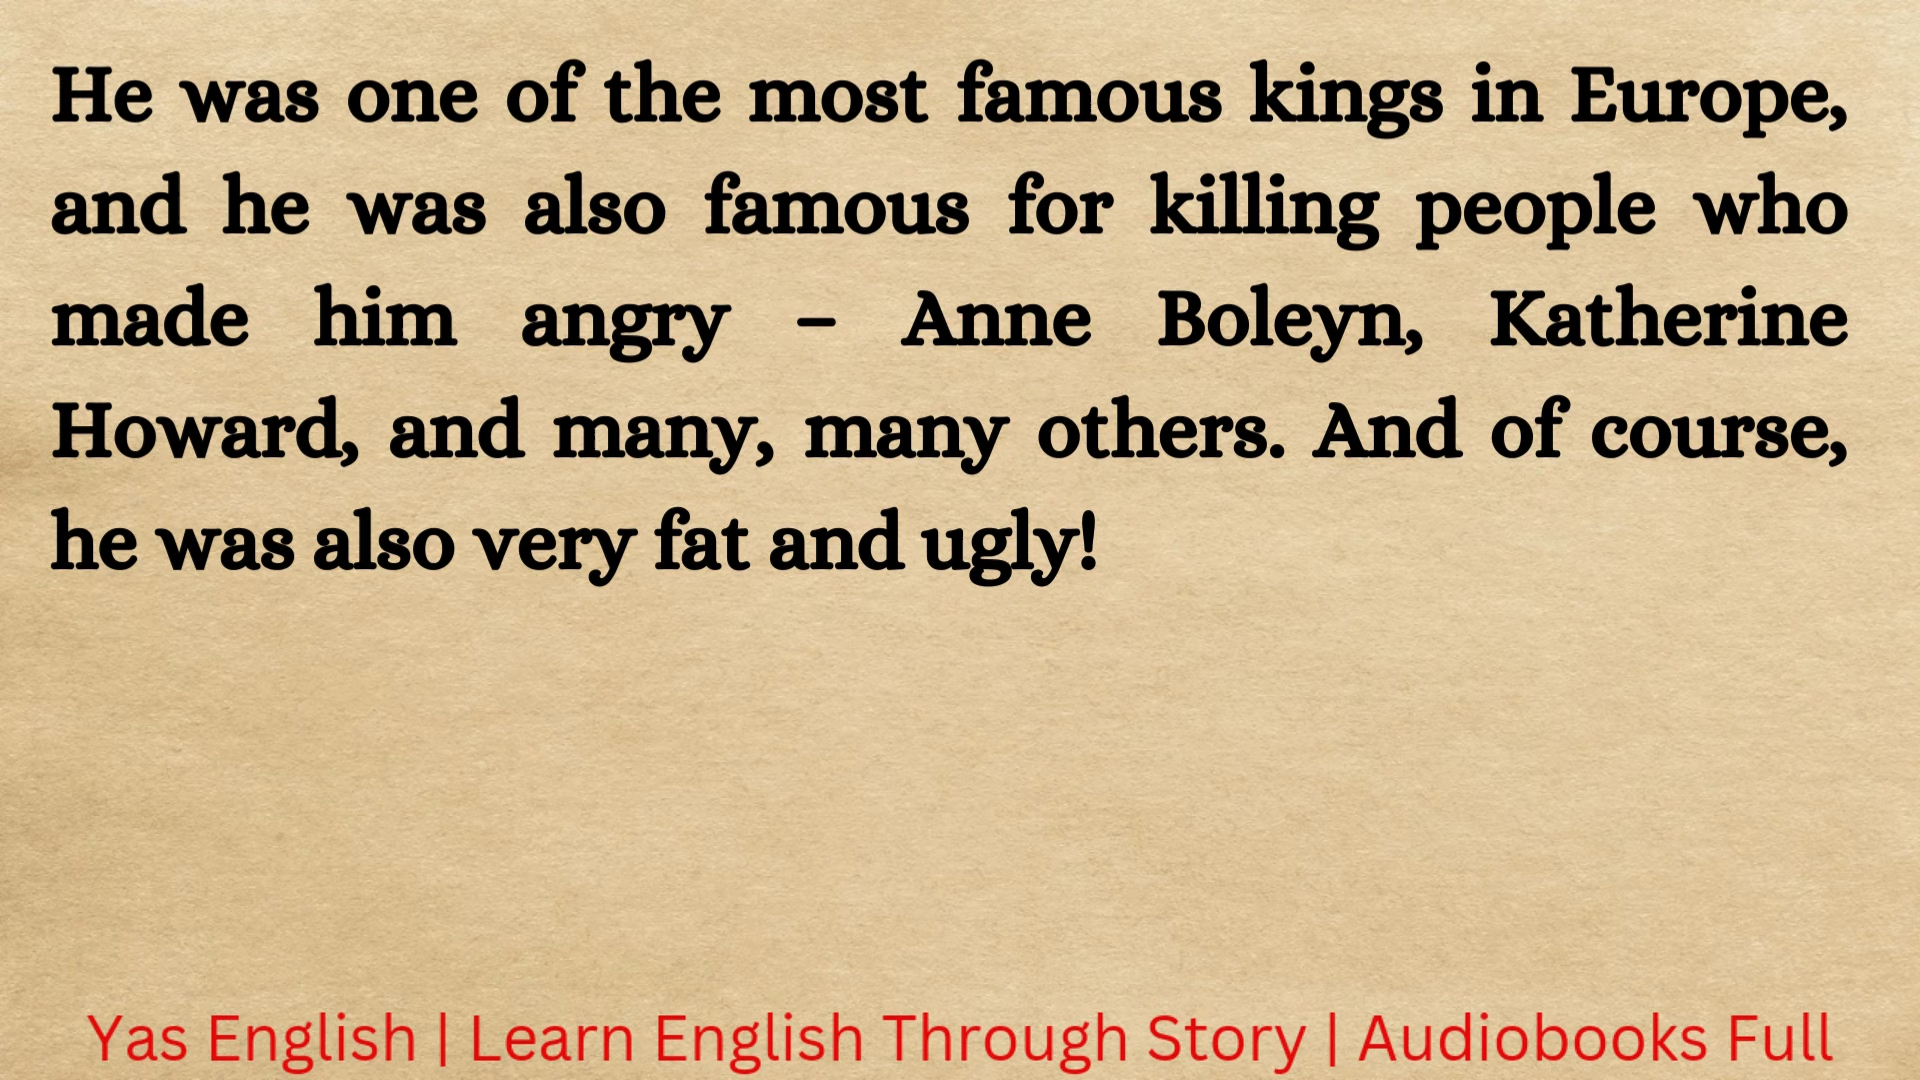 He was one of the most famous kings in Europe,
and he was also famous for killing people who
made him angry – Anne Boleyn, Katherine
Howard, and many, many others. And of course,
he was also very fat and ugly!
Yas English | Learn English Through Story | Audiobooks Full